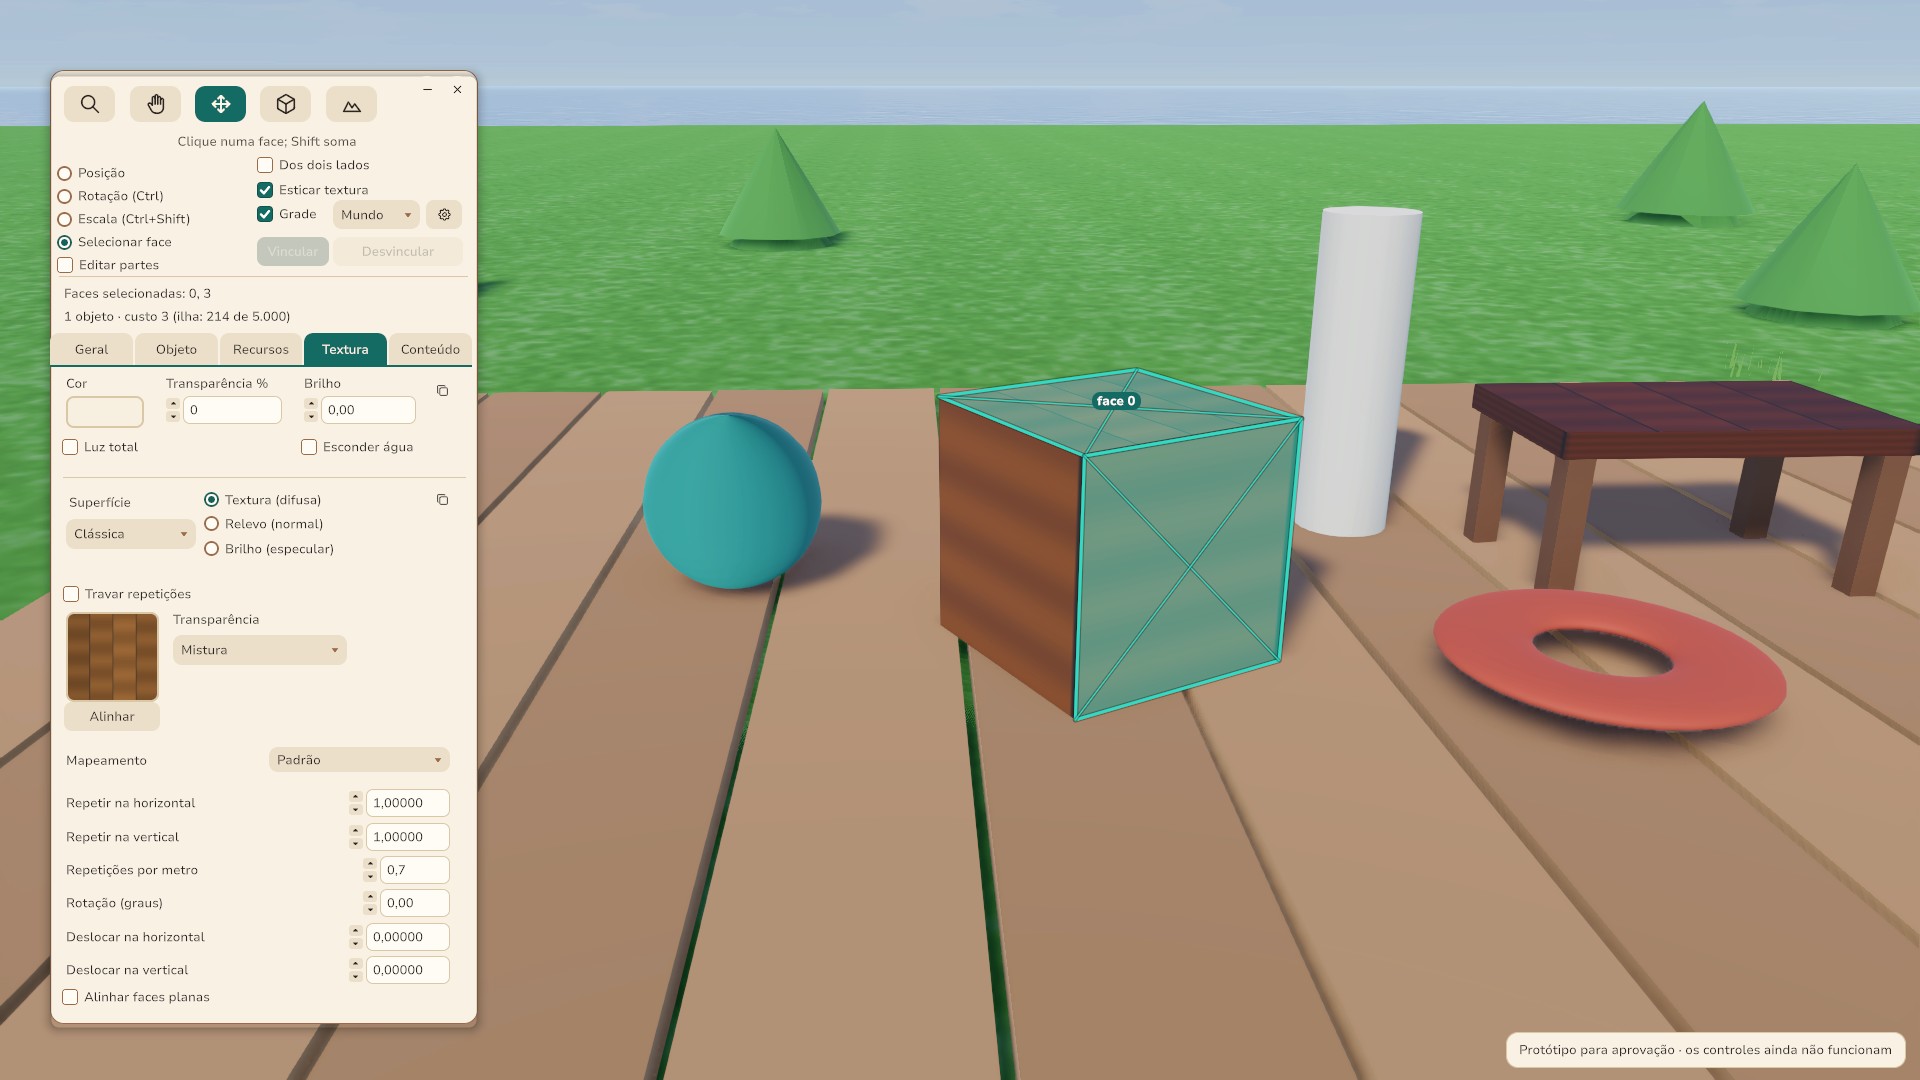 Clique numa face; Shift soma
Posição
Rotação (Ctrl)
Escala (Ctrl+Shift)
Selecionar face
Editar partes
Dos dois lados
Esticar textura
Grade
Mundo
Vincular
Desvincular
Faces selecionadas: 0, 3
1 objeto · custo 3 (ilha: 214 de 5.000)
Geral
Objeto
Recursos
Textura
Conteúdo
Cor
Transparência %
Brilho
0
0,00
Luz total
Esconder água
Superfície
Clássica
Textura (difusa)
Relevo (normal)
Brilho (especular)
Travar repetições
Transparência
Mistura
Alinhar
Mapeamento
Padrão
Repetir na horizontal
1,00000
Repetir na vertical
1,00000
Repetições por metro
0,7
Rotação (graus)
0,00
Deslocar na horizontal
0,00000
Deslocar na vertical
0,00000
Alinhar faces planas
face 0
Protótipo para aprovação · os controles ainda não funcionam